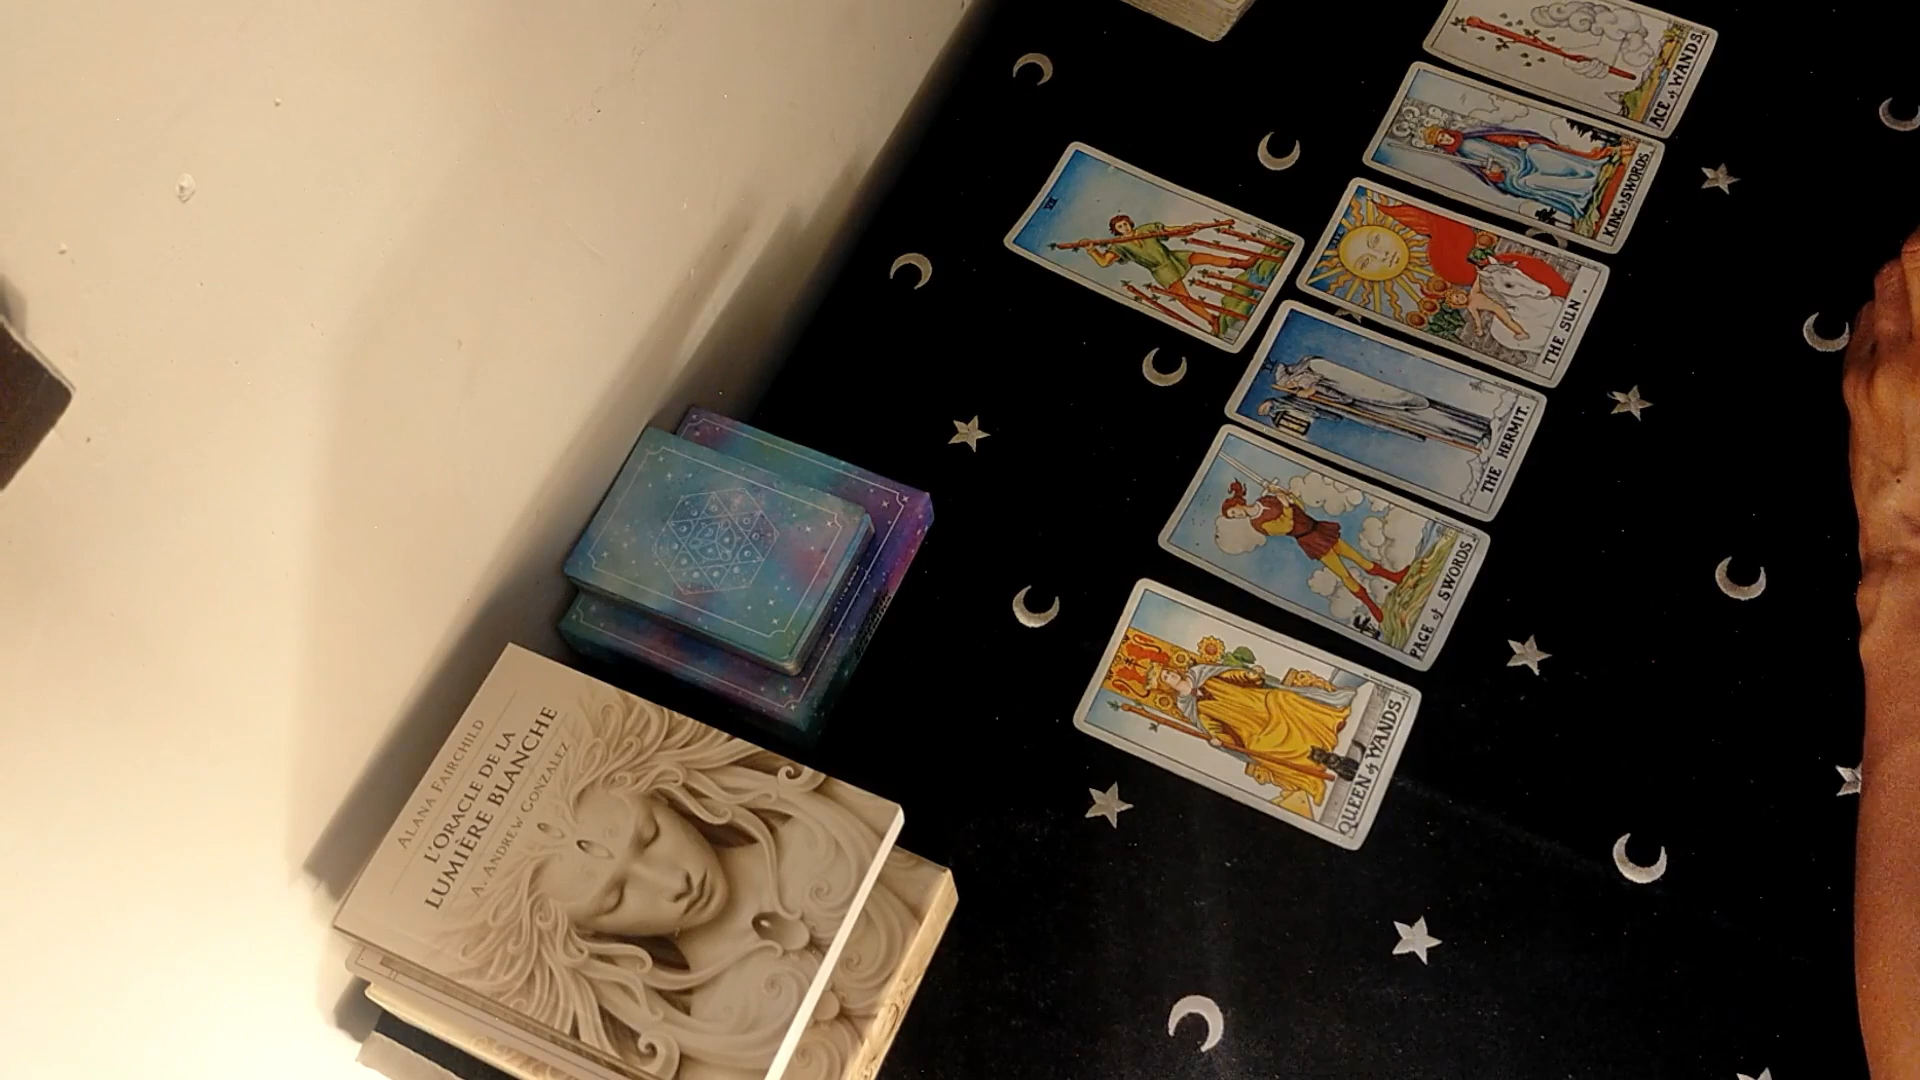 ACE of WANDS.
KING of SWORDS.
VII
THE SUN .
THE HERMIT.
PAGE of SWORDS.
QUEEN of WANDS.
ALANA FAIRCHILD
L'ORACLE DE LA
LUMIÈRE BLANCHE
A. ANDREW GONZALEZ